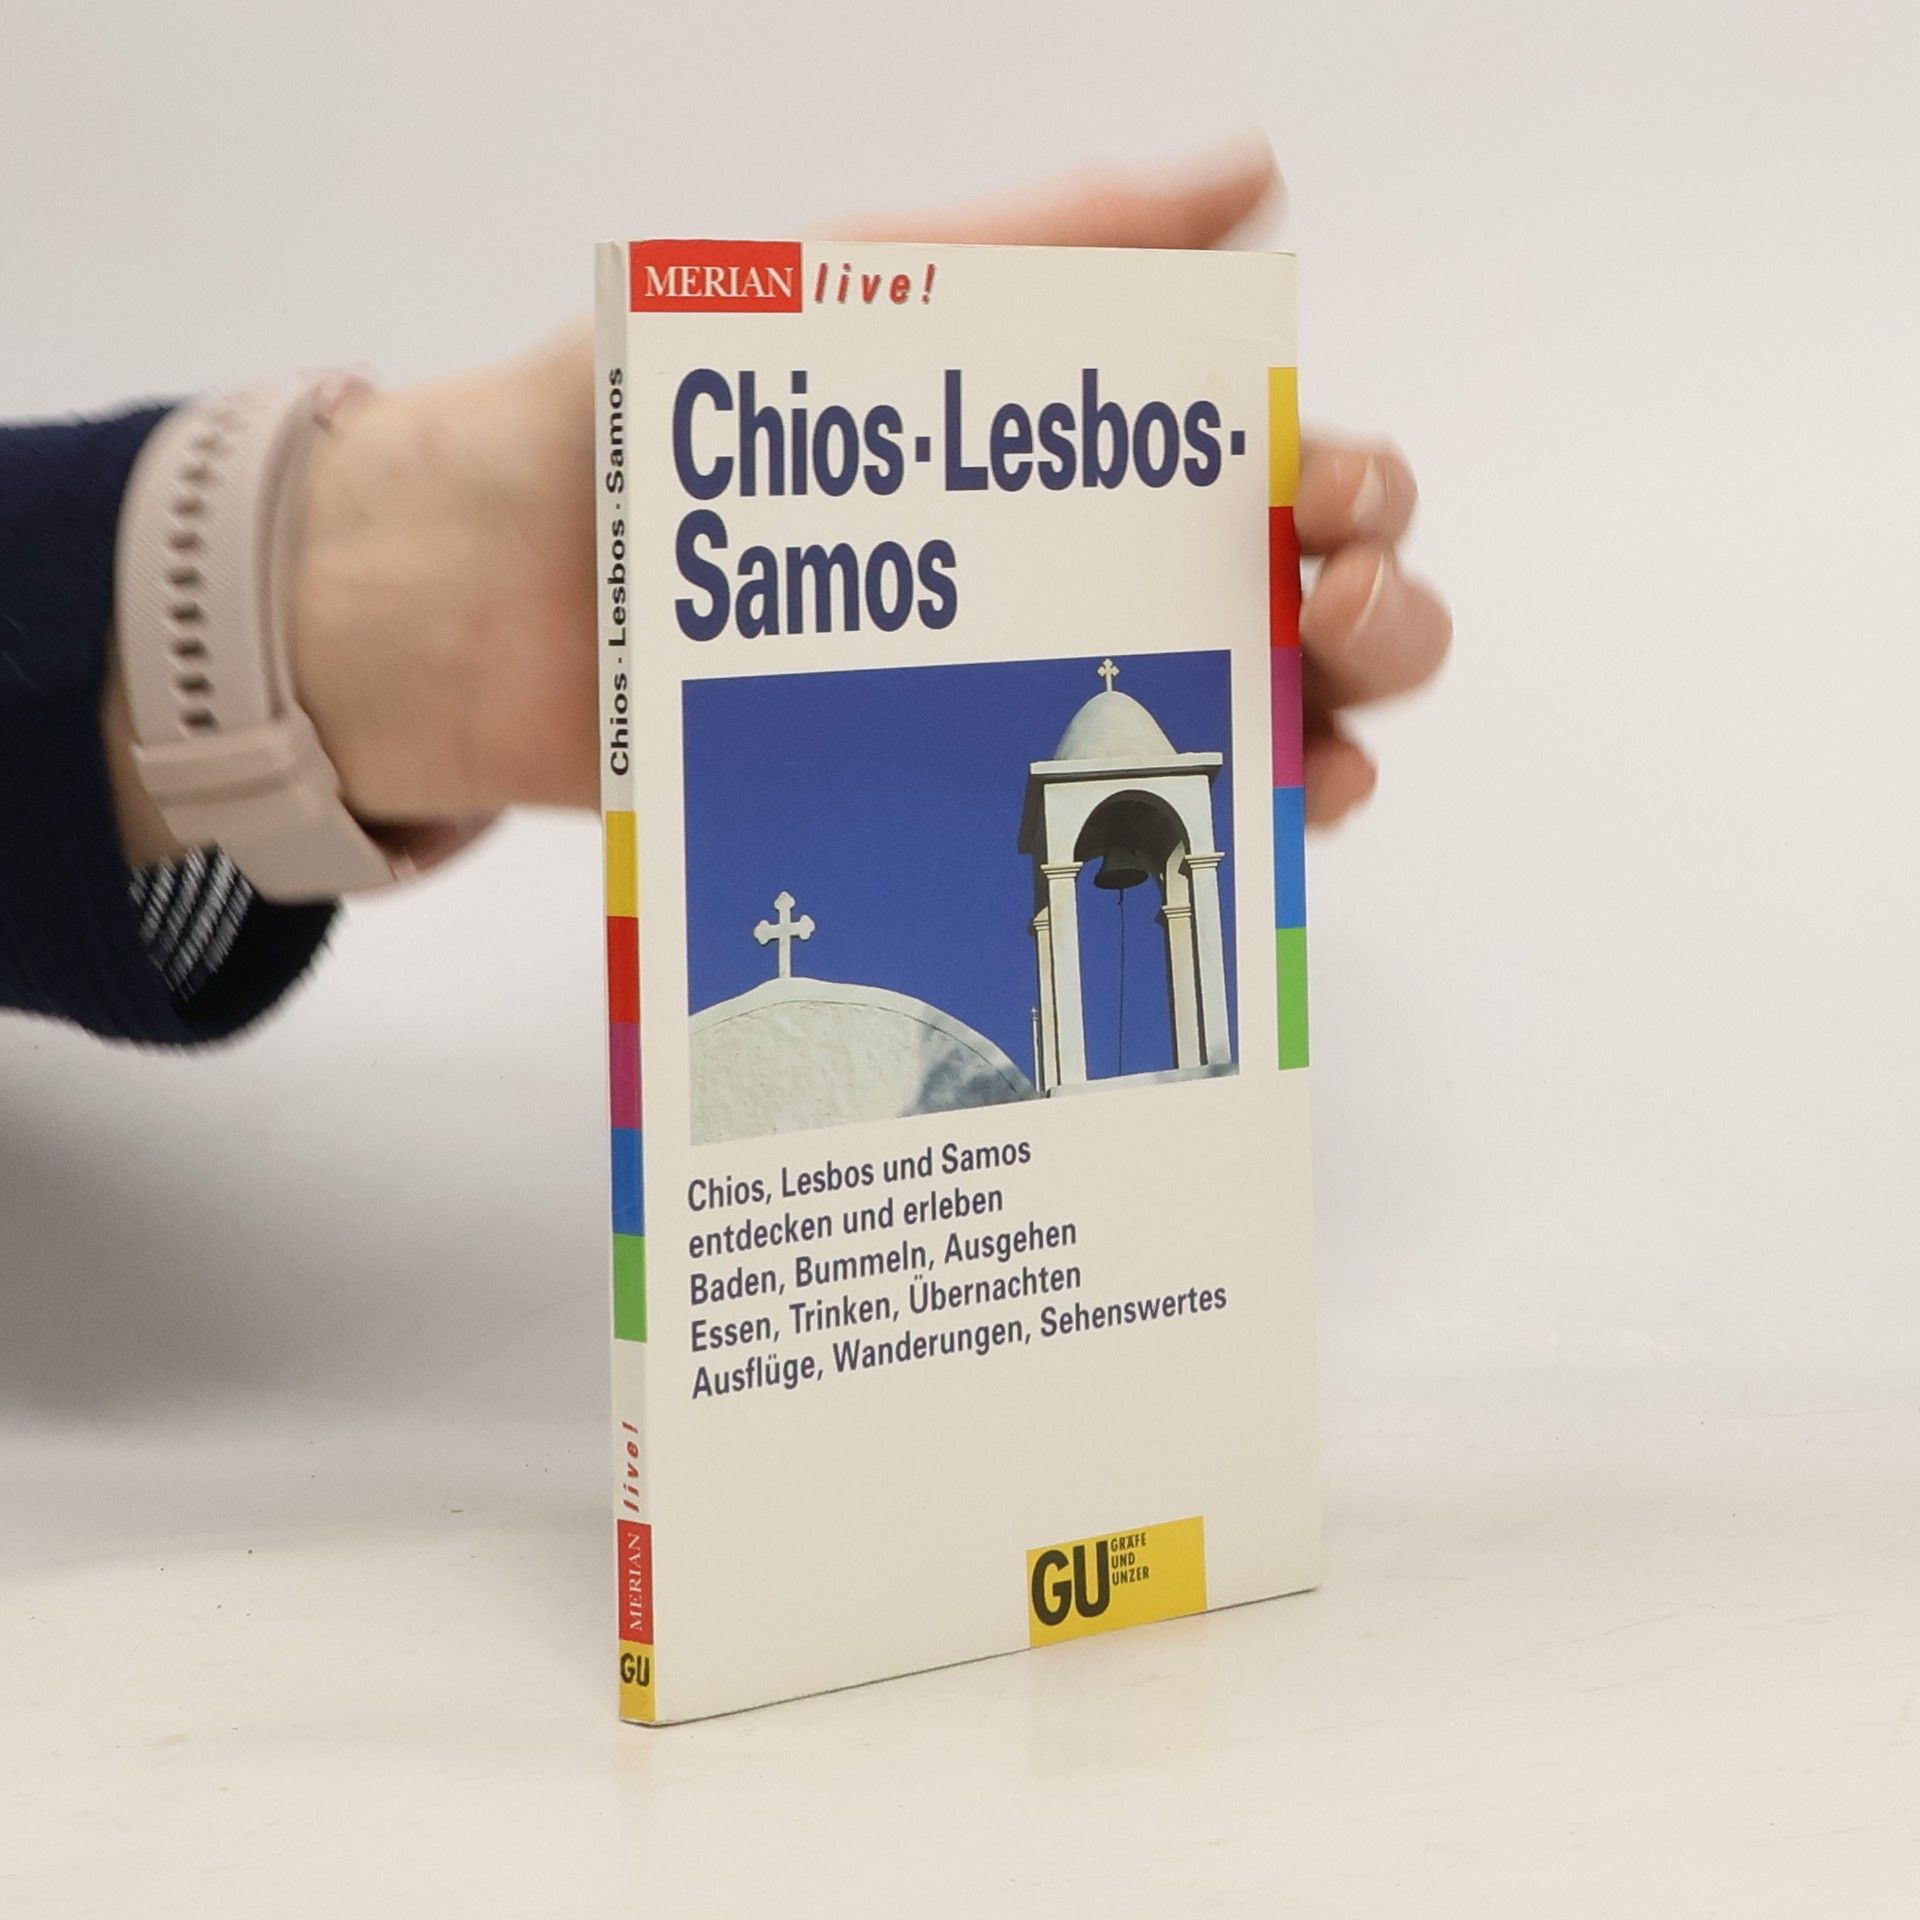 MERIAN live!
Chios·Lesbos·
Samos
Chios, Lesbos und Samos
entdecken und erleben
Baden, Bummeln, Ausgehen
Essen, Trinken, Übernachten
Ausflüge, Wanderungen, Sehenswertes
GU GRÄFE
UND
UNZER
Chios · Lesbos · Samos
MERIAN live!
GU